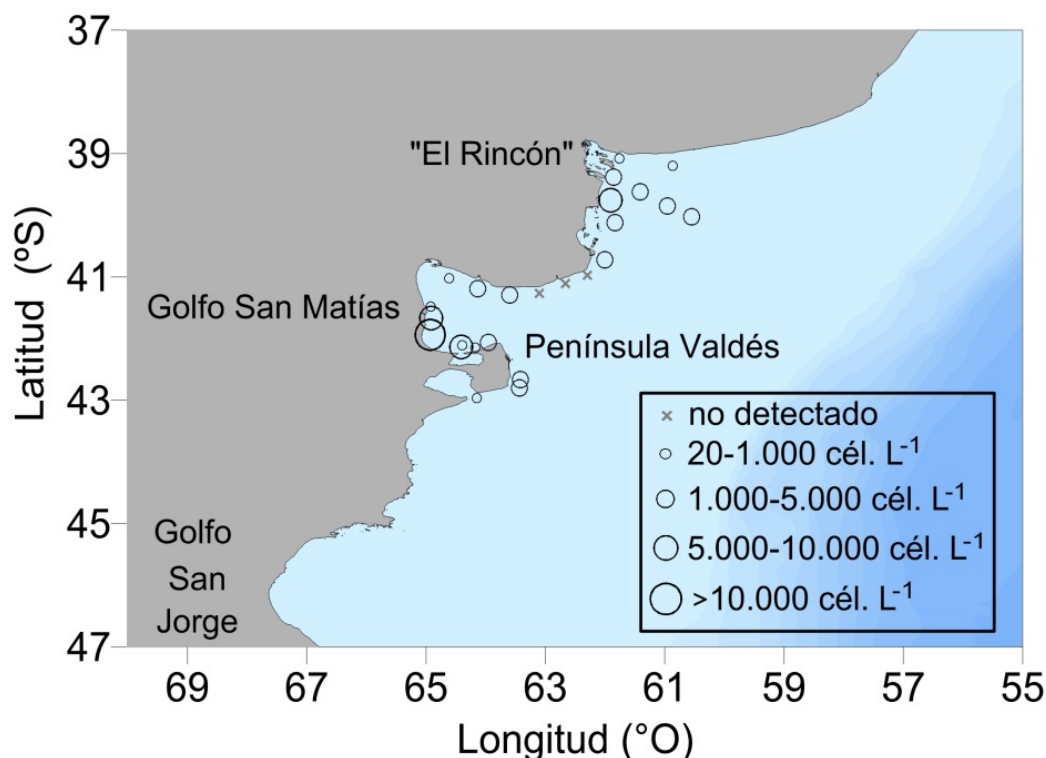 37
39
41
43
45
47
Latitud (ºS)
"El Rincón"
Golfo San Matías
Península Valdés
Golfo
San
Jorge
no detectado
20-1.000 cél. L-1
1.000-5.000 cél. L-1
5.000-10.000 cél. L-1
>10.000 cél. L-1
69 67 65 63 61 59 57 55
Longitud (°O)